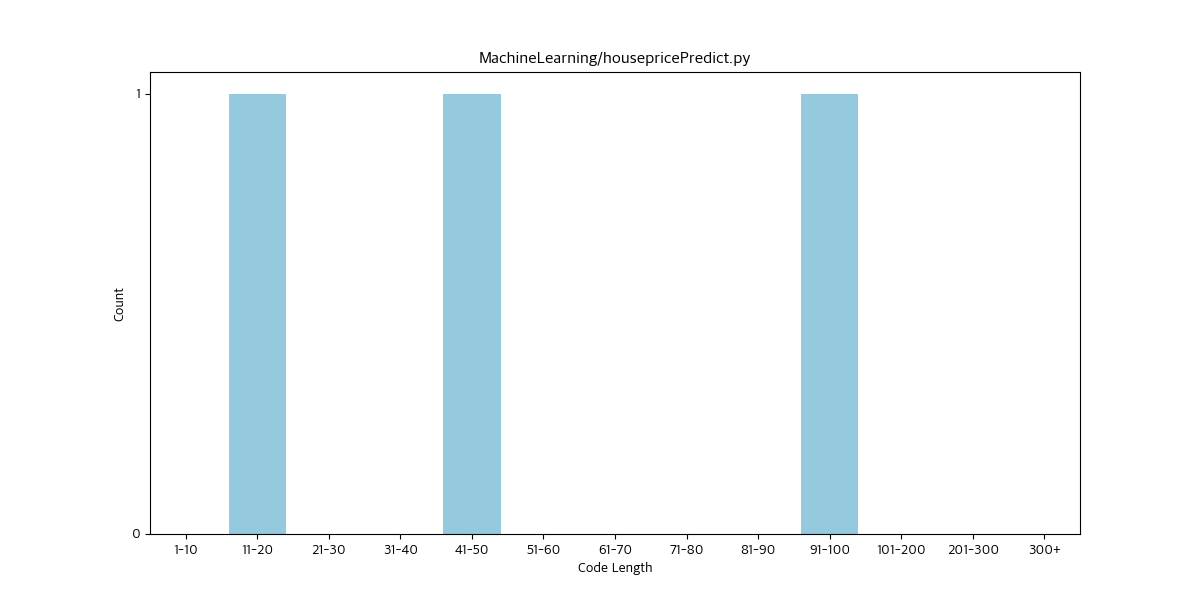 MachineLearning/housepricePredict.py
1
Count
0
1-10 11-20 21-30 31-40 41-50 51-60 61-70 71-80 81-90 91-100 101-200 201-300 300+
Code Length